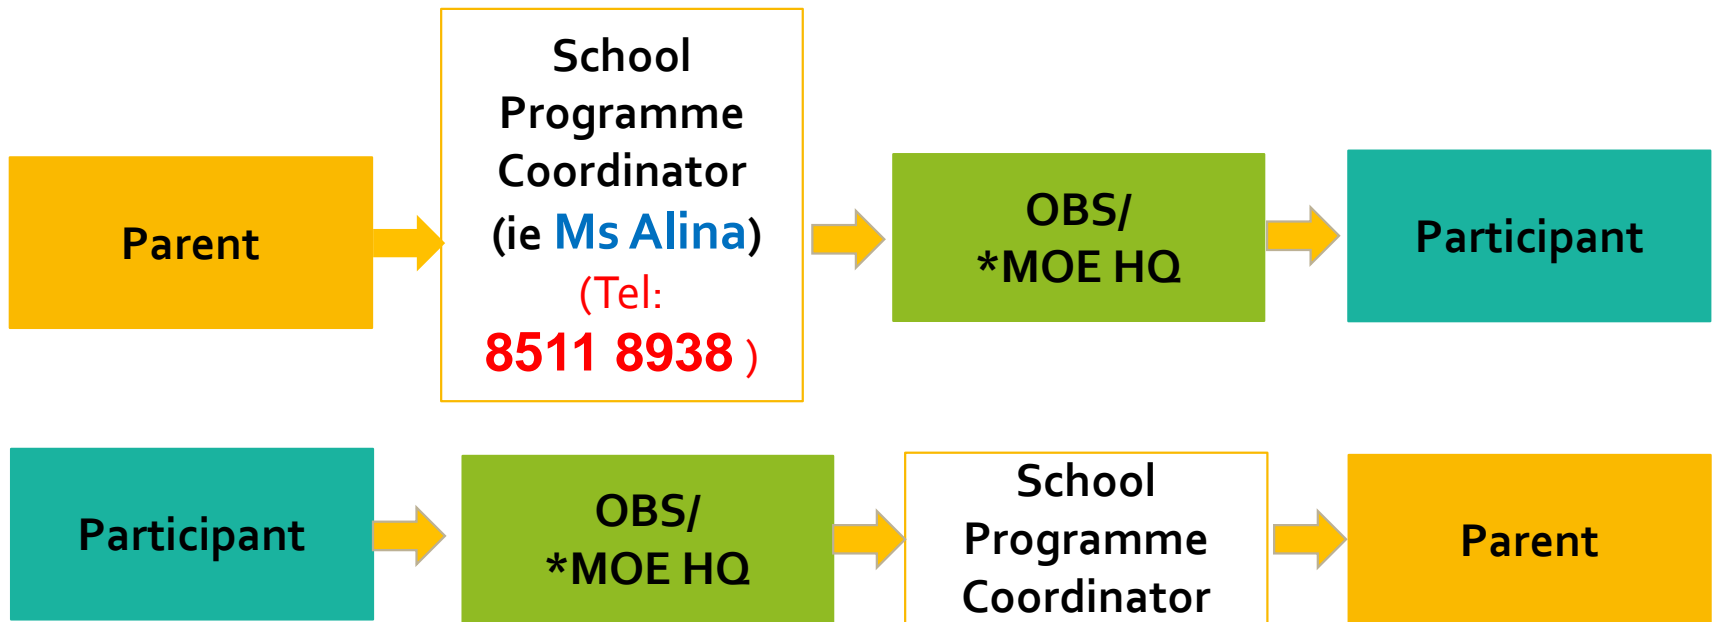 Parent
School
Programme
Coordinator
(ie Ms Alina)
(Tel:
8511 8938 )
OBS/
*MOE HQ
Participant
Participant
OBS/
*MOE HQ
School
Programme
Coordinator
Parent